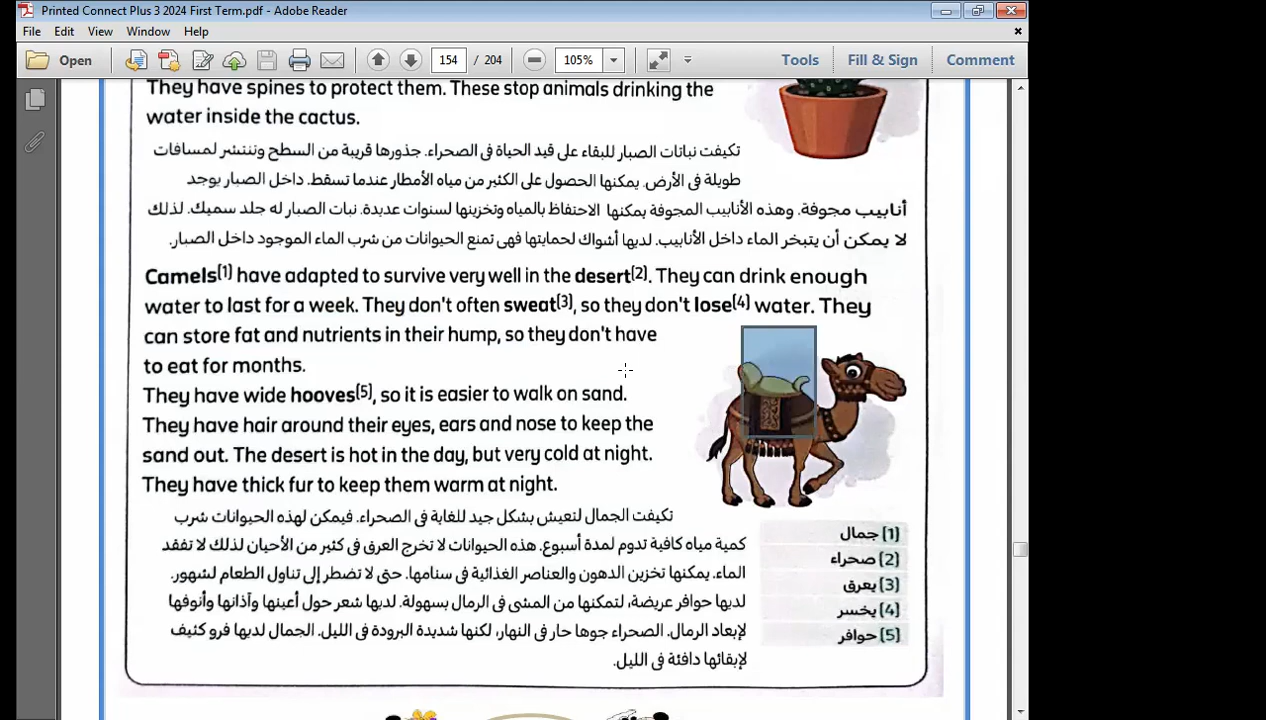 Printed Connect Plus 3 2024 First Term.pdf - Adobe Reader
File Edit View Window Help
Open 154 / 204 105% Tools Fill & Sign Comment
They have spines to protect them. These stop animals drinking the
water inside the cactus.
تكيفت نباتات الصبار للبقاء على قيد الحياة فى الصحراء. جذورها قريبة من السطح وتنتشر لمسافات
طويلة فى الأرض. يمكنها الحصول على الكثير من مياه الأمطار عندما تسقط. داخل الصبار يوجد
أنابيب مجوفة. وهذه الأنابيب المجوفة يمكنها الاحتفاظ بالمياه وتخزينها لسنوات عديدة. نبات الصبار له جلد سميك. لذلك
لا يمكن أن يتبخر الماء داخل الأنابيب. لديها أشواك لحمايتها فهى تمنع الحيوانات من شرب الماء الموجود داخل الصبار.
Camels[1] have adapted to survive very well in the desert[2]. They can drink enough
water to last for a week. They don't often sweat[3], so they don't lose[4] water. They
can store fat and nutrients in their hump, so they don't have
to eat for months.
They have wide hooves[5], so it is easier to walk on sand.
They have hair around their eyes, ears and nose to keep the
sand out. The desert is hot in the day, but very cold at night.
They have thick fur to keep them warm at night.
تكيفت الجمال لتعيش بشكل جيد للغاية فى الصحراء. فيمكن لهذه الحيوانات شرب
كمية مياه كافية تدوم لمدة أسبوع. هذه الحيوانات لا تخرج العرق فى كثير من الأحيان لذلك لا تفقد
الماء. يمكنها تخزين الدهون والعناصر الغذائية فى سنامها. حتى لا تضطر إلى تناول الطعام لشهور.
لديها حوافر عريضة، لتمكنها من المشى فى الرمال بسهولة. لديها شعر حول أعينها وآذانها وأنوفها
لإبعاد الرمال. الصحراء جوها حار فى النهار، لكنها شديدة البرودة فى الليل. الجمال لديها فرو كثيف
لإبقائها دافئة فى الليل.
[1] جمال
[2] صحراء
[3] يعرق
[4] يخسر
[5] حوافر